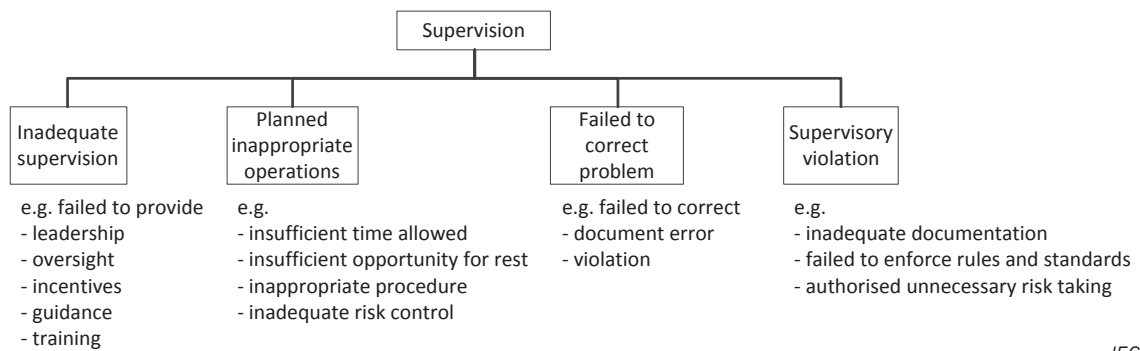 Supervision
Inadequate
supervision
e.g. failed to provide
- leadership
- oversight
- incentives
- guidance
- training
Planned
inappropriate
operations
e.g.
- insufficient time allowed
- insufficient opportunity for rest
- inappropriate procedure
- inadequate risk control
Failed to
correct
problem
e.g. failed to correct
- document error
- violation
Supervisory
violation
e.g.
- inadequate documentation
- failed to enforce rules and standards
- authorised unnecessary risk taking